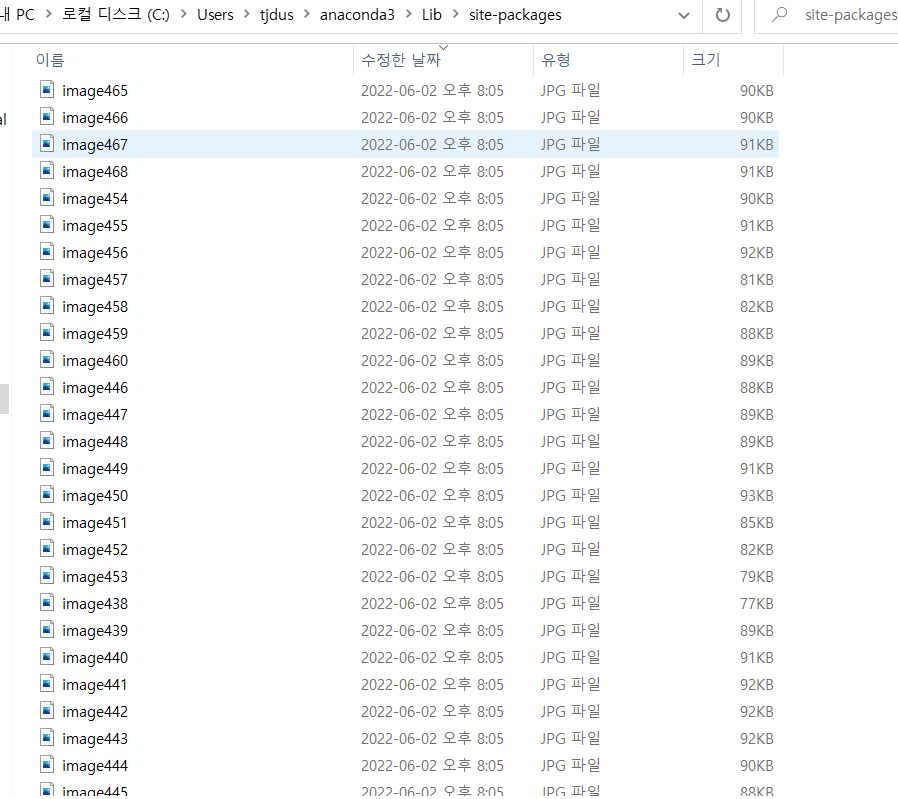 내 PC > 로컬 디스크 (C:) > Users > tjdus > anaconda3 > Lib > site-packages site-packages
이름 수정한 날짜 유형 크기
image465 2022-06-02 오후 8:05 JPG 파일 90KB
image466 2022-06-02 오후 8:05 JPG 파일 90KB
image467 2022-06-02 오후 8:05 JPG 파일 91KB
image468 2022-06-02 오후 8:05 JPG 파일 91KB
image454 2022-06-02 오후 8:05 JPG 파일 90KB
image455 2022-06-02 오후 8:05 JPG 파일 91KB
image456 2022-06-02 오후 8:05 JPG 파일 92KB
image457 2022-06-02 오후 8:05 JPG 파일 81KB
image458 2022-06-02 오후 8:05 JPG 파일 82KB
image459 2022-06-02 오후 8:05 JPG 파일 88KB
image460 2022-06-02 오후 8:05 JPG 파일 89KB
image446 2022-06-02 오후 8:05 JPG 파일 88KB
image447 2022-06-02 오후 8:05 JPG 파일 89KB
image448 2022-06-02 오후 8:05 JPG 파일 89KB
image449 2022-06-02 오후 8:05 JPG 파일 91KB
image450 2022-06-02 오후 8:05 JPG 파일 93KB
image451 2022-06-02 오후 8:05 JPG 파일 85KB
image452 2022-06-02 오후 8:05 JPG 파일 82KB
image453 2022-06-02 오후 8:05 JPG 파일 79KB
image438 2022-06-02 오후 8:05 JPG 파일 77KB
image439 2022-06-02 오후 8:05 JPG 파일 89KB
image440 2022-06-02 오후 8:05 JPG 파일 91KB
image441 2022-06-02 오후 8:05 JPG 파일 92KB
image442 2022-06-02 오후 8:05 JPG 파일 92KB
image443 2022-06-02 오후 8:05 JPG 파일 92KB
image444 2022-06-02 오후 8:05 JPG 파일 90KB
image445 2022-06-02 오후 8:05 JPG 파일 88KB